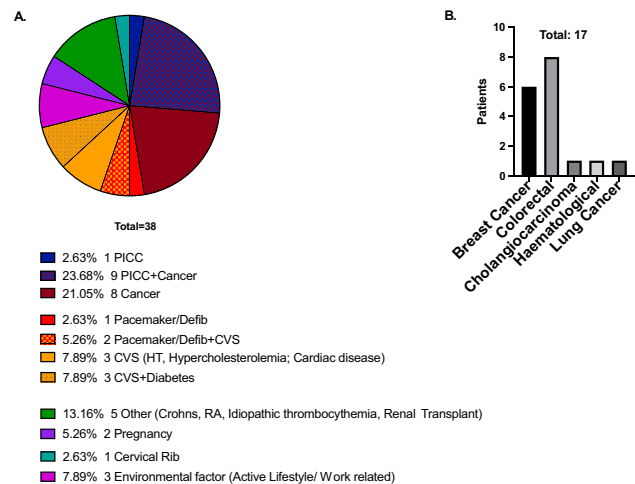 A.
Total=38
2.63% 1 PICC
23.68% 9 PICC+Cancer
21.05% 8 Cancer
2.63% 1 Pacemaker/Defib
5.26% 2 Pacemaker/Defib+CVS
7.89% 3 CVS (HT, Hypercholesterolemia; Cardiac disease)
7.89% 3 CVS+Diabetes
13.16% 5 Other (Crohns, RA, Idiopathic thrombocythemia, Renal Transplant)
5.26% 2 Pregnancy
2.63% 1 Cervical Rib
7.89% 3 Environmental factor (Active Lifestyle/ Work related)
B.
Total: 17
Patients
10
8
6
4
2
0
Breast Cancer
Colorectal
Cholangiocarcinoma
Haematological
Lung Cancer